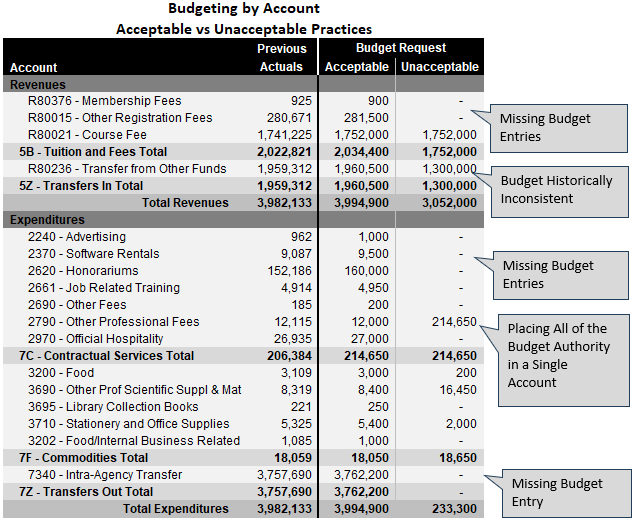 Budgeting by Account
Acceptable vs Unacceptable Practices
Previous Budget Request
Account Actuals Acceptable Unacceptable
Revenues
R80376 - Membership Fees 925 900 -
R80015 - Other Registration Fees 280,671 281,500 -
R80021 - Course Fee 1,741,225 1,752,000 1,752,000
5B - Tuition and Fees Total 2,022,821 2,034,400 1,752,000
R80236 - Transfer from Other Funds 1,959,312 1,960,500 1,300,000
5Z - Transfers In Total 1,959,312 1,960,500 1,300,000
Total Revenues 3,982,133 3,994,900 3,052,000
Expenditures
2240 - Advertising 962 1,000 -
2370 - Software Rentals 9,087 9,500 -
2620 - Honorariums 152,186 160,000 -
2661 - Job Related Training 4,914 4,950 -
2690 - Other Fees 185 200 -
2790 - Other Professional Fees 12,115 12,000 214,650
2970 - Official Hospitality 26,935 27,000 -
7C - Contractual Services Total 206,384 214,650 214,650
3200 - Food 3,109 3,000 200
3690 - Other Prof Scientific Suppl & Mat 8,319 8,400 16,450
3695 - Library Collection Books 221 250 -
3710 - Stationery and Office Supplies 5,325 5,400 2,000
3202 - Food/Internal Business Related 1,085 1,000 -
7F - Commodities Total 18,059 18,050 18,650
7340 - Intra-Agency Transfer 3,757,690 3,762,200 -
7Z - Transfers Out Total 3,757,690 3,762,200 -
Total Expenditures 3,982,133 3,994,900 233,300
Missing Budget
Entries
Budget Historically
Inconsistent
Missing Budget
Entries
Placing All of the
Budget Authority
in a Single
Account
Missing Budget
Entry